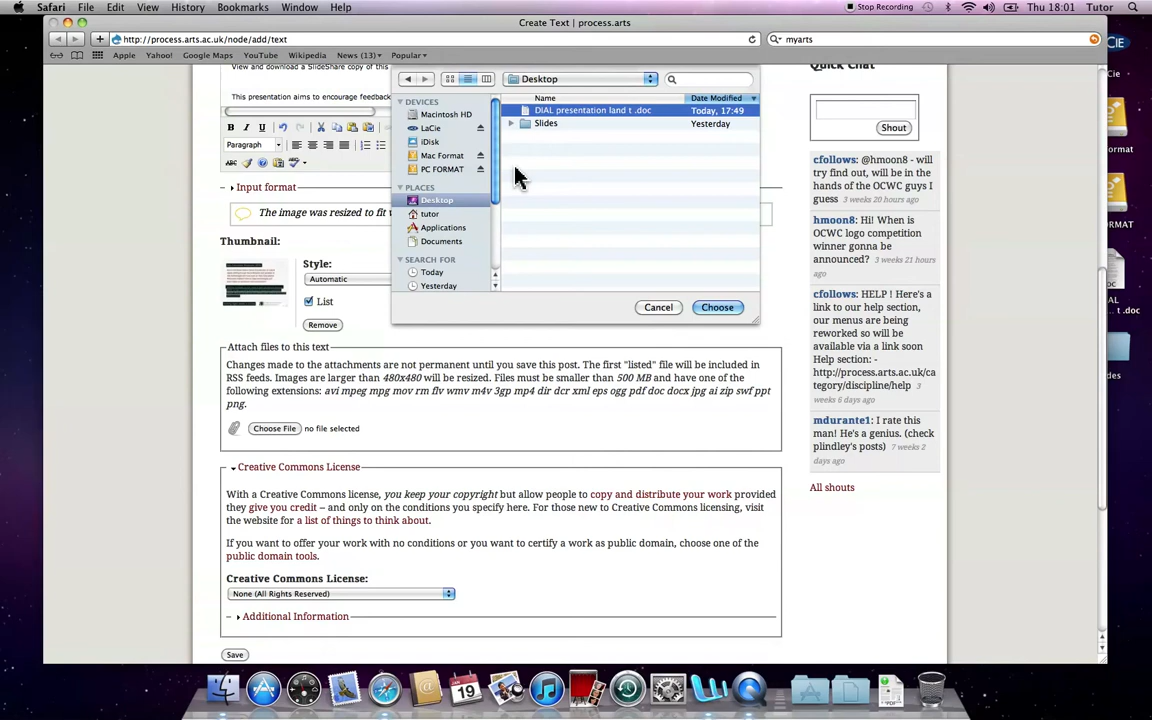 Safari File Edit View History Bookmarks Window Help Stop Recording Thu 18:01 Tutor
Create Text | process.arts
http://process.arts.ac.uk/node/add/text
myarts
Apple Yahoo! Google Maps YouTube Wikipedia News (13) Popular
View and download a SlideShare copy of this
This presentation aims to encourage feedback
B I U
Paragraph
ABC
Input format
The image was resized to fit
Thumbnail:
Style:
Automatic
List
Remove
Desktop
Name Date Modified
DEVICES
Macintosh HD
LaCie
iDisk
Mac Format
PC FORMAT
PLACES
Desktop
tutor
Applications
Documents
SEARCH FOR
Today
Yesterday
DIAL presentation land t .doc Today, 17:49
Slides Yesterday
Cancel Choose
Attach files to this text
Changes made to the attachments are not permanent until you save this post. The first "listed" file will be included in
RSS feeds. Images are larger than 480x480 will be resized. Files must be smaller than 500 MB and have one of the
following extensions: avi mpeg mpg mov rm flv wmv m4v 3gp mp4 dir dcr xml eps ogg pdf doc docx jpg ai zip swf ppt
png.
Choose File no file selected
Creative Commons License
With a Creative Commons license, you keep your copyright but allow people to copy and distribute your work provided
they give you credit -- and only on the conditions you specify here. For those new to Creative Commons licensing, visit
the website for a list of things to think about.
If you want to offer your work with no conditions or you want to certify a work as public domain, choose one of the
public domain tools.
Creative Commons License:
None (All Rights Reserved)
Additional Information
Save
Quick Chat
Shout
cfollows: @hmoon8 - will
try find out, will be in the
hands of the OCWC guys I
guess 3 weeks 20 hours ago
hmoon8: Hi! When is
OCWC logo competition
winner gonna be
announced? 3 weeks 21 hours
ago
cfollows: HELP ! Here's a
link to our help section,
our menus are being
reworked so will be
available via a link soon
Help section: -
http://process.arts.ac.uk/ca
tegory/discipline/help 3
weeks 6 days ago
mdurante1: I rate this
man! He's a genius. (check
plindley's posts) 7 weeks 2
days ago
All shouts
CiE
ormat
ORMAT
IAL
... t .doc
des
19